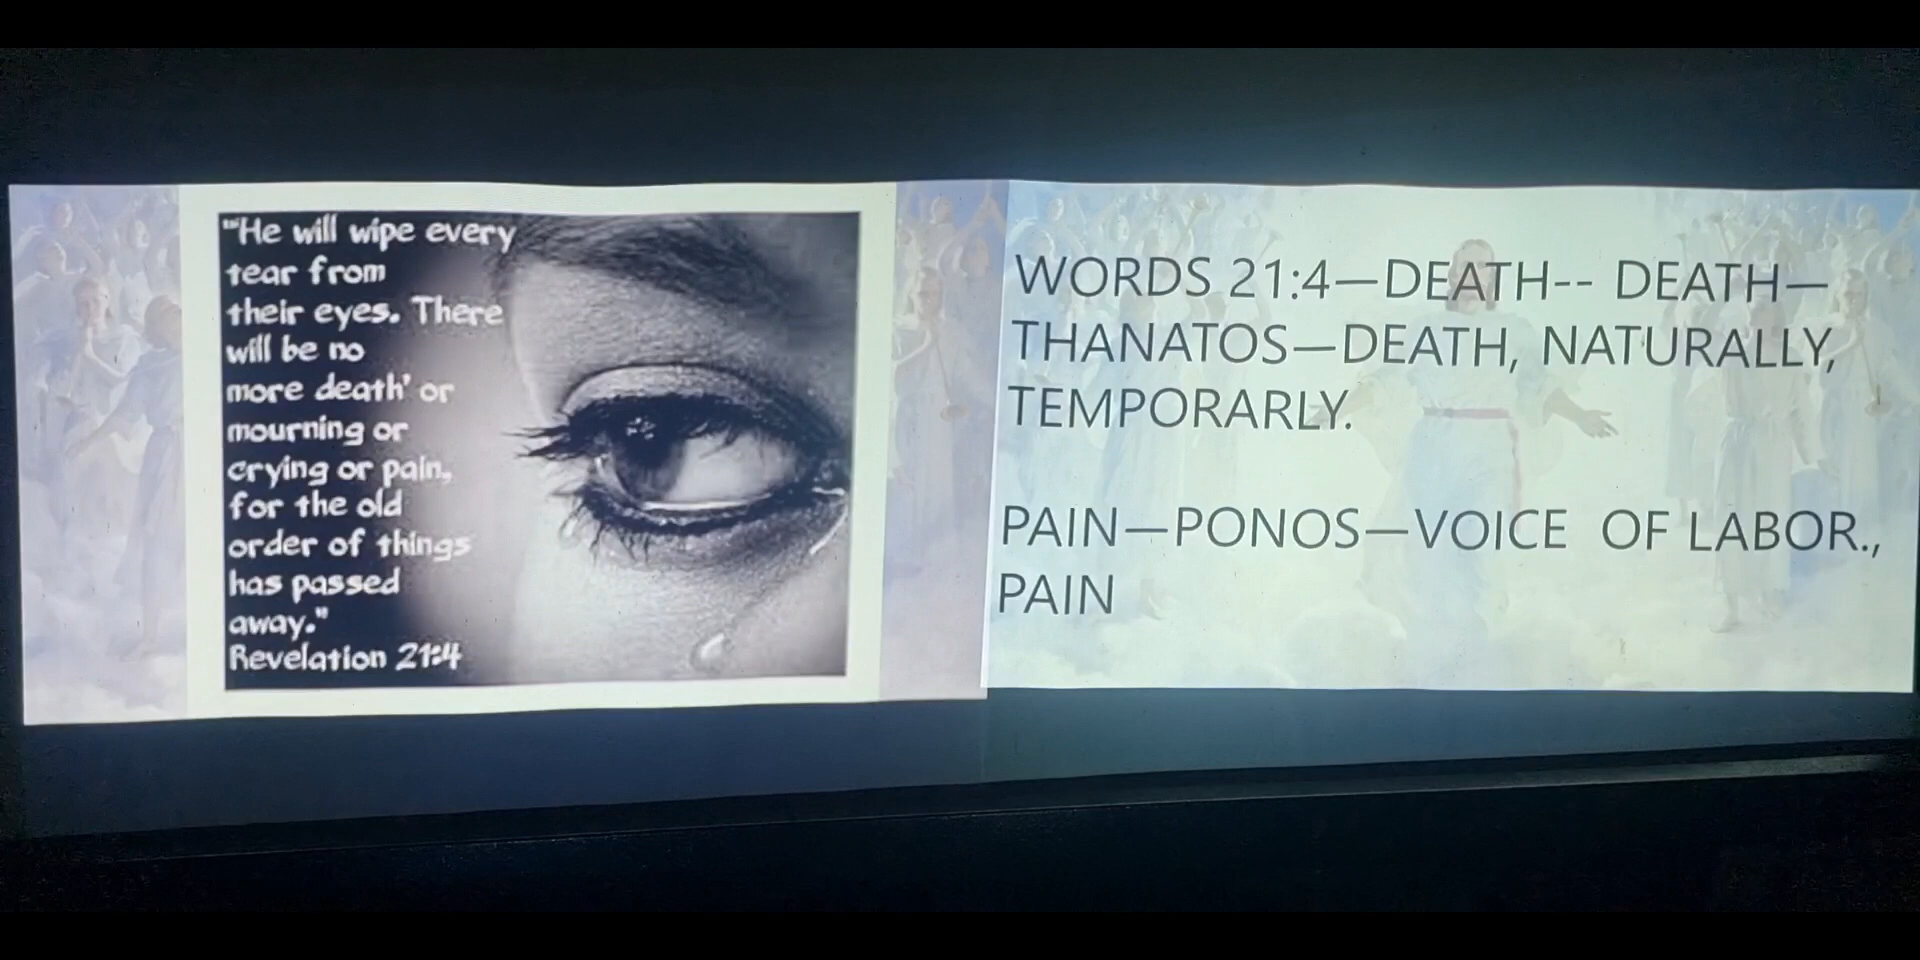 "'He will wipe every
tear from
their eyes. There
will be no
more death' or
mourning or
crying or pain,
for the old
order of things
has passed
away."
Revelation 21:4
WORDS 21:4—DEATH-- DEATH—
THANATOS—DEATH, NATURALLY,
TEMPORARLY.
PAIN—PONOS—VOICE OF LABOR.,
PAIN